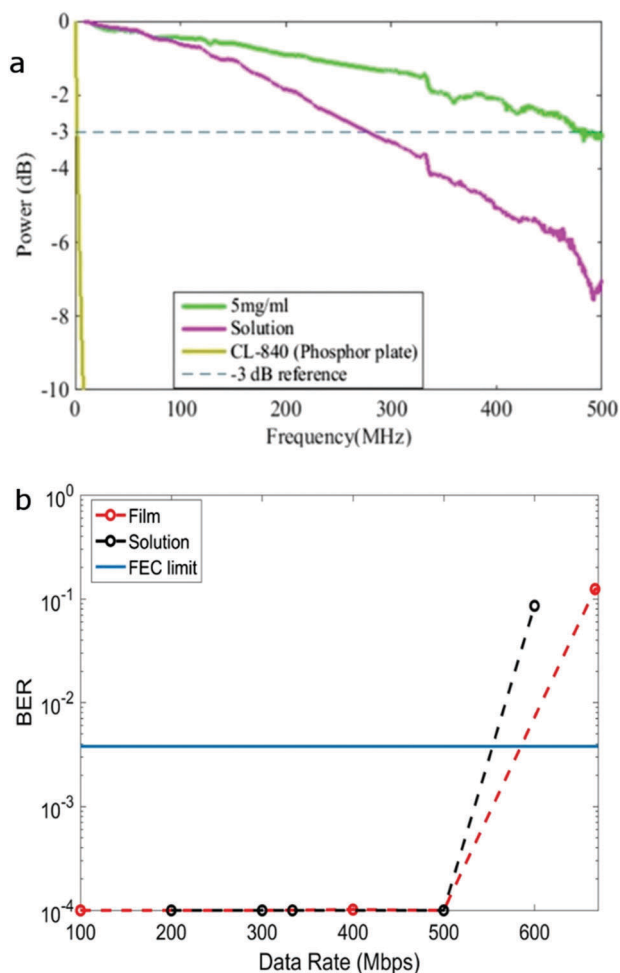 a
0
-2
-3
-4
-6
-8
-10
Power (dB)
5mg/ml
Solution
CL-840 (Phosphor plate)
-3 dB reference
0 100 200 300 400 500
Frequency(MHz)
b
10^0
10^-1
10^-2
10^-3
10^-4
BER
Film
Solution
FEC limit
100 200 300 400 500 600
Data Rate (Mbps)